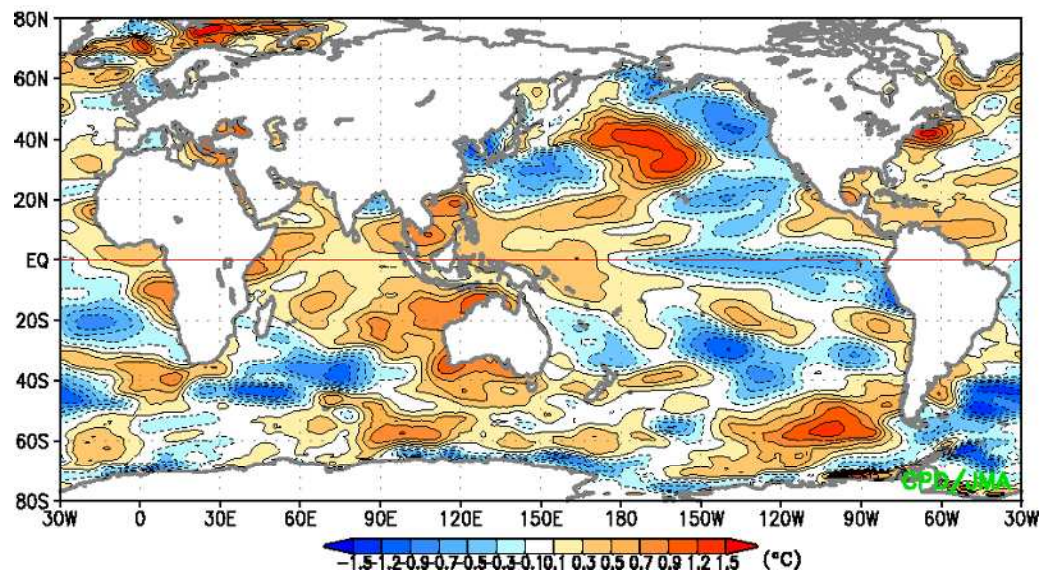 80N
60N
40N
20N
EQ
20S
40S
60S
80S
30W 0 30E 60E 90E 120E 150E 180 150W 120W 90W 60W 30W
CPD/JMA
-1.5-1.2-0.9-0.7-0.5-0.3-0.10.1 0.3 0.5 0.7 0.9 1.2 1.5 (°C)